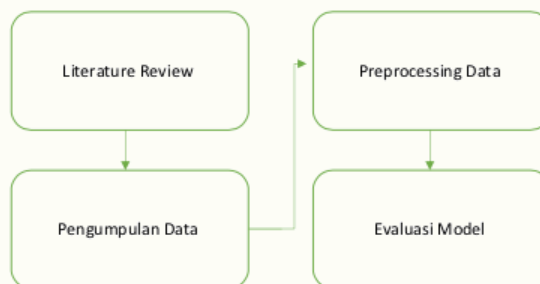 Literature Review
Pengumpulan Data
Preprocessing Data
Evaluasi Model